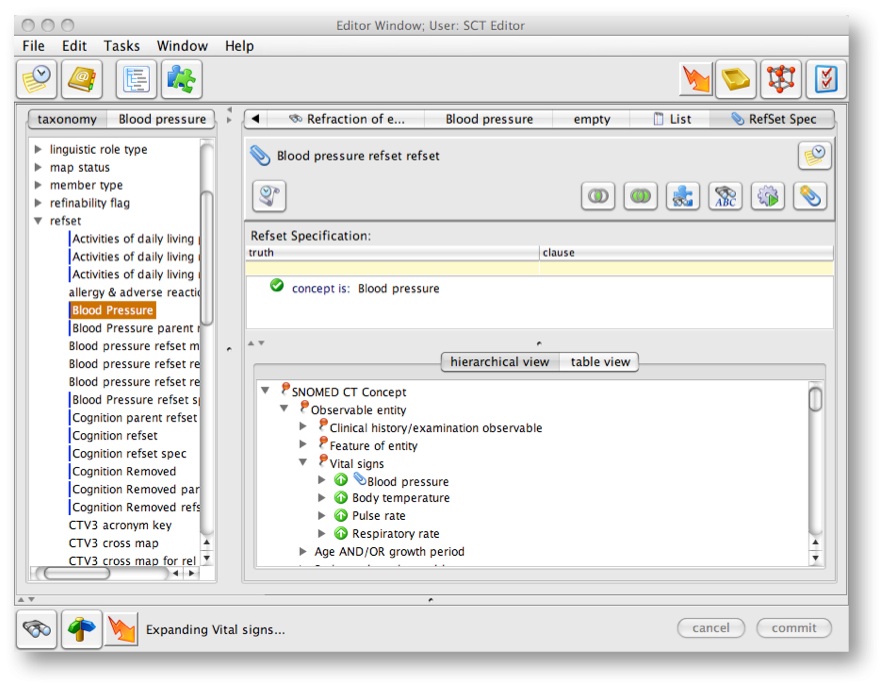 Editor Window; User: SCT Editor
File Edit Tasks Window Help
taxonomy Blood pressure
Refraction of e... Blood pressure empty List RefSet Spec
linguistic role type
map status
member type
refinability flag
refset
Activities of daily living
Activities of daily living
Activities of daily living
allergy & adverse reactic
Blood Pressure
Blood Pressure parent r
Blood pressure refset m
Blood pressure refset re
Blood pressure refset re
Blood Pressure refset s
Cognition parent refset
Cognition refset
Cognition refset spec
Cognition Removed
Cognition Removed par
Cognition Removed refs
CTV3 acronym key
CTV3 cross map
CTV3 cross map for rel
Blood pressure refset refset
ABC
Refset Specification:
truth clause
concept is: Blood pressure
hierarchical view table view
SNOMED CT Concept
Observable entity
Clinical history/examination observable
Feature of entity
Vital signs
Blood pressure
Body temperature
Pulse rate
Respiratory rate
Age AND/OR growth period
Expanding Vital signs...
cancel commit